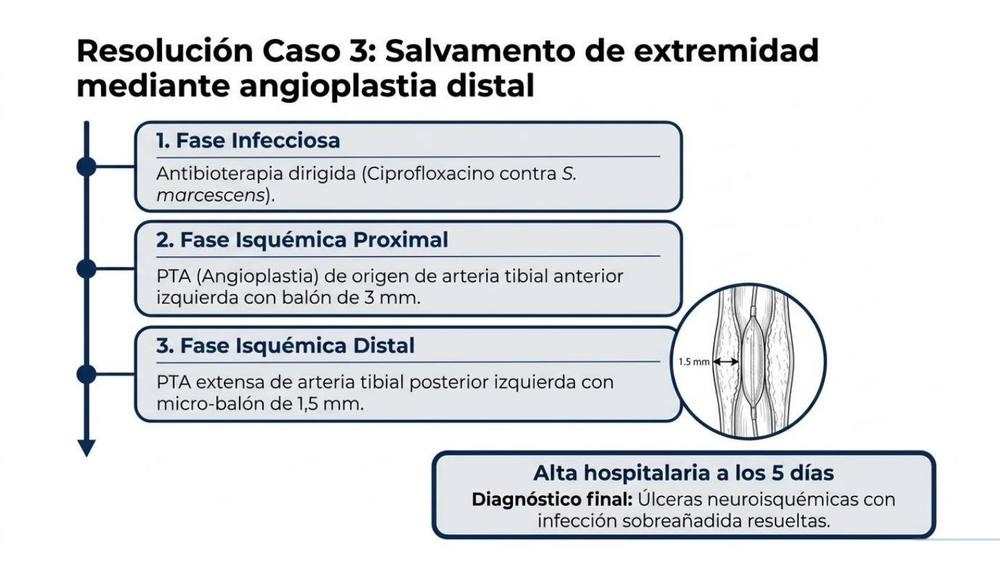 Resolución Caso 3: Salvamento de extremidad
mediante angioplastia distal
1. Fase Infecciosa
Antibioterapia dirigida (Ciprofloxacino contra S.
marcescens).
2. Fase Isquémica Proximal
PTA (Angioplastia) de origen de arteria tibial anterior
izquierda con balón de 3 mm.
3. Fase Isquémica Distal
PTA extensa de arteria tibial posterior izquierda con
micro-balón de 1,5 mm.
1.5 mm
Alta hospitalaria a los 5 días
Diagnóstico final: Úlceras neuroisquémicas con
infección sobreañadida resueltas.